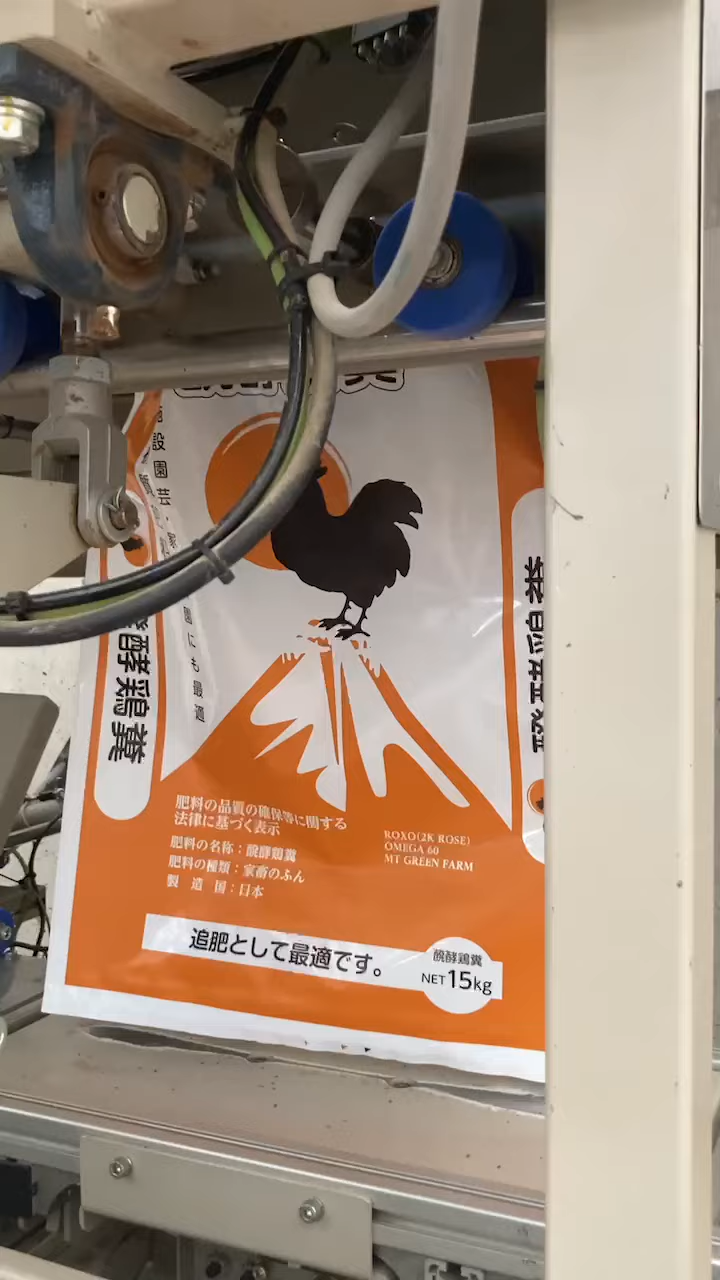 設園芸
園にも最適
酵鶏糞
肥料の品質の確保等に関する
法律に基づく表示
肥料の名称：醗酵鶏糞
肥料の種類：家畜のふん
製造国：日本
ROXO(2K ROSE)
OMEGA 60
MT GREEN FARM
追肥として最適です。
醗酵鶏糞
NET15kg